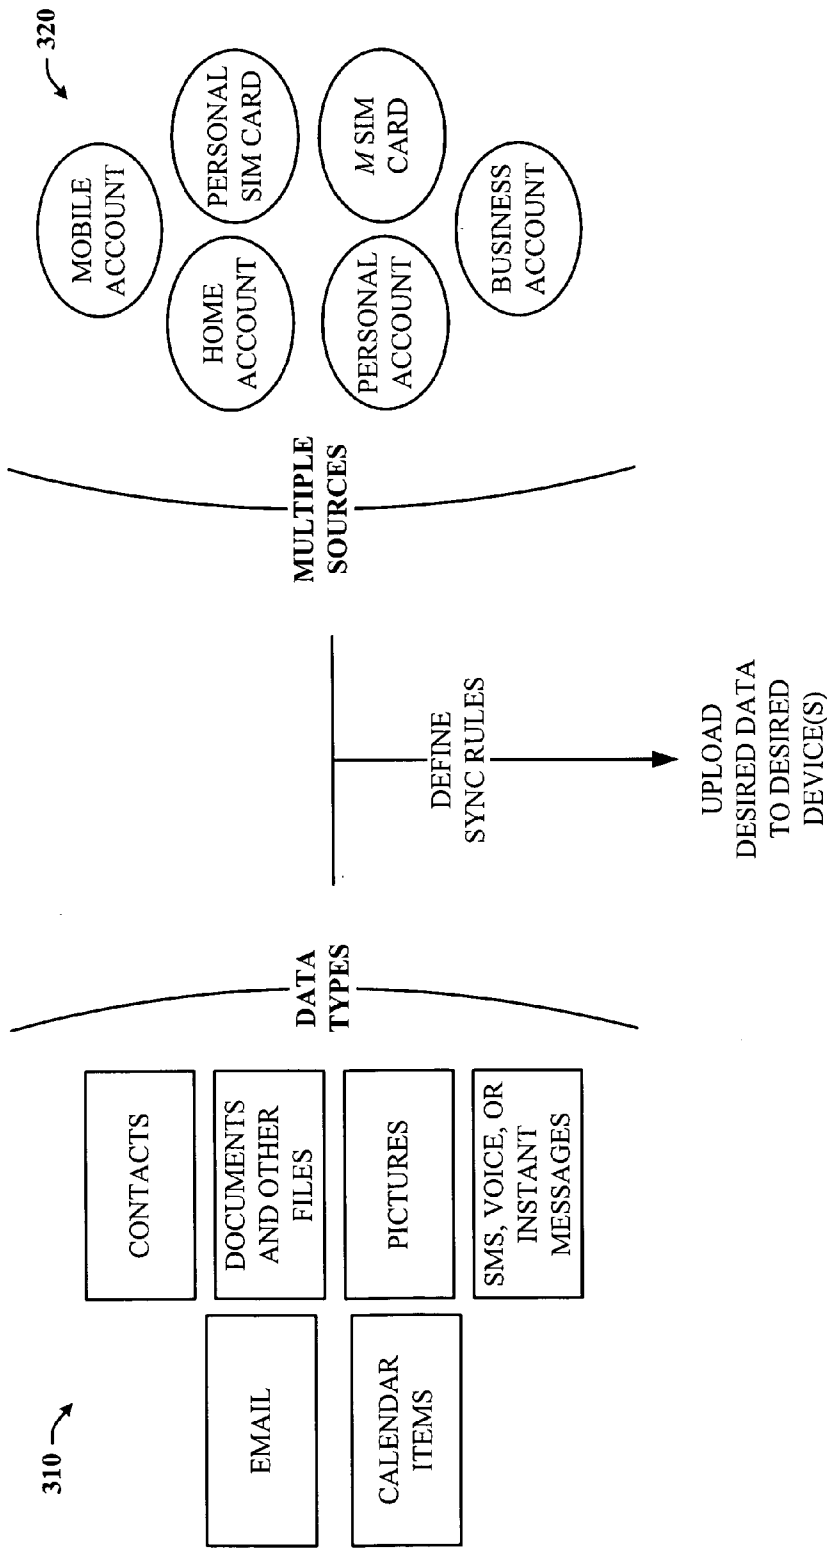 310
EMAIL
CALENDAR
ITEMS
CONTACTS
DOCUMENTS
AND OTHER
FILES
PICTURES
SMS, VOICE, OR
INSTANT
MESSAGES
DATA
TYPES
DEFINE
SYNC RULES
UPLOAD
DESIRED DATA
TO DESIRED
DEVICE(S)
MULTIPLE
SOURCES
320
MOBILE
ACCOUNT
HOME
ACCOUNT
PERSONAL
SIM CARD
PERSONAL
ACCOUNT
M SIM
CARD
BUSINESS
ACCOUNT